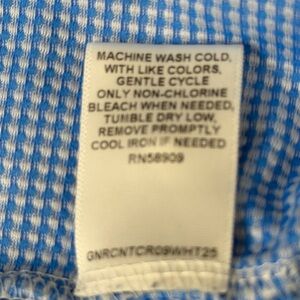 MACHINE WASH COLD,
WITH LIKE COLORS,
GENTLE CYCLE
ONLY NON-CHLORINE
BLEACH WHEN NEEDED,
TUMBLE DRY LOW,
REMOVE PROMPTLY
COOL IRON IF NEEDED
RN58909
GNRCNTCR09WHT25